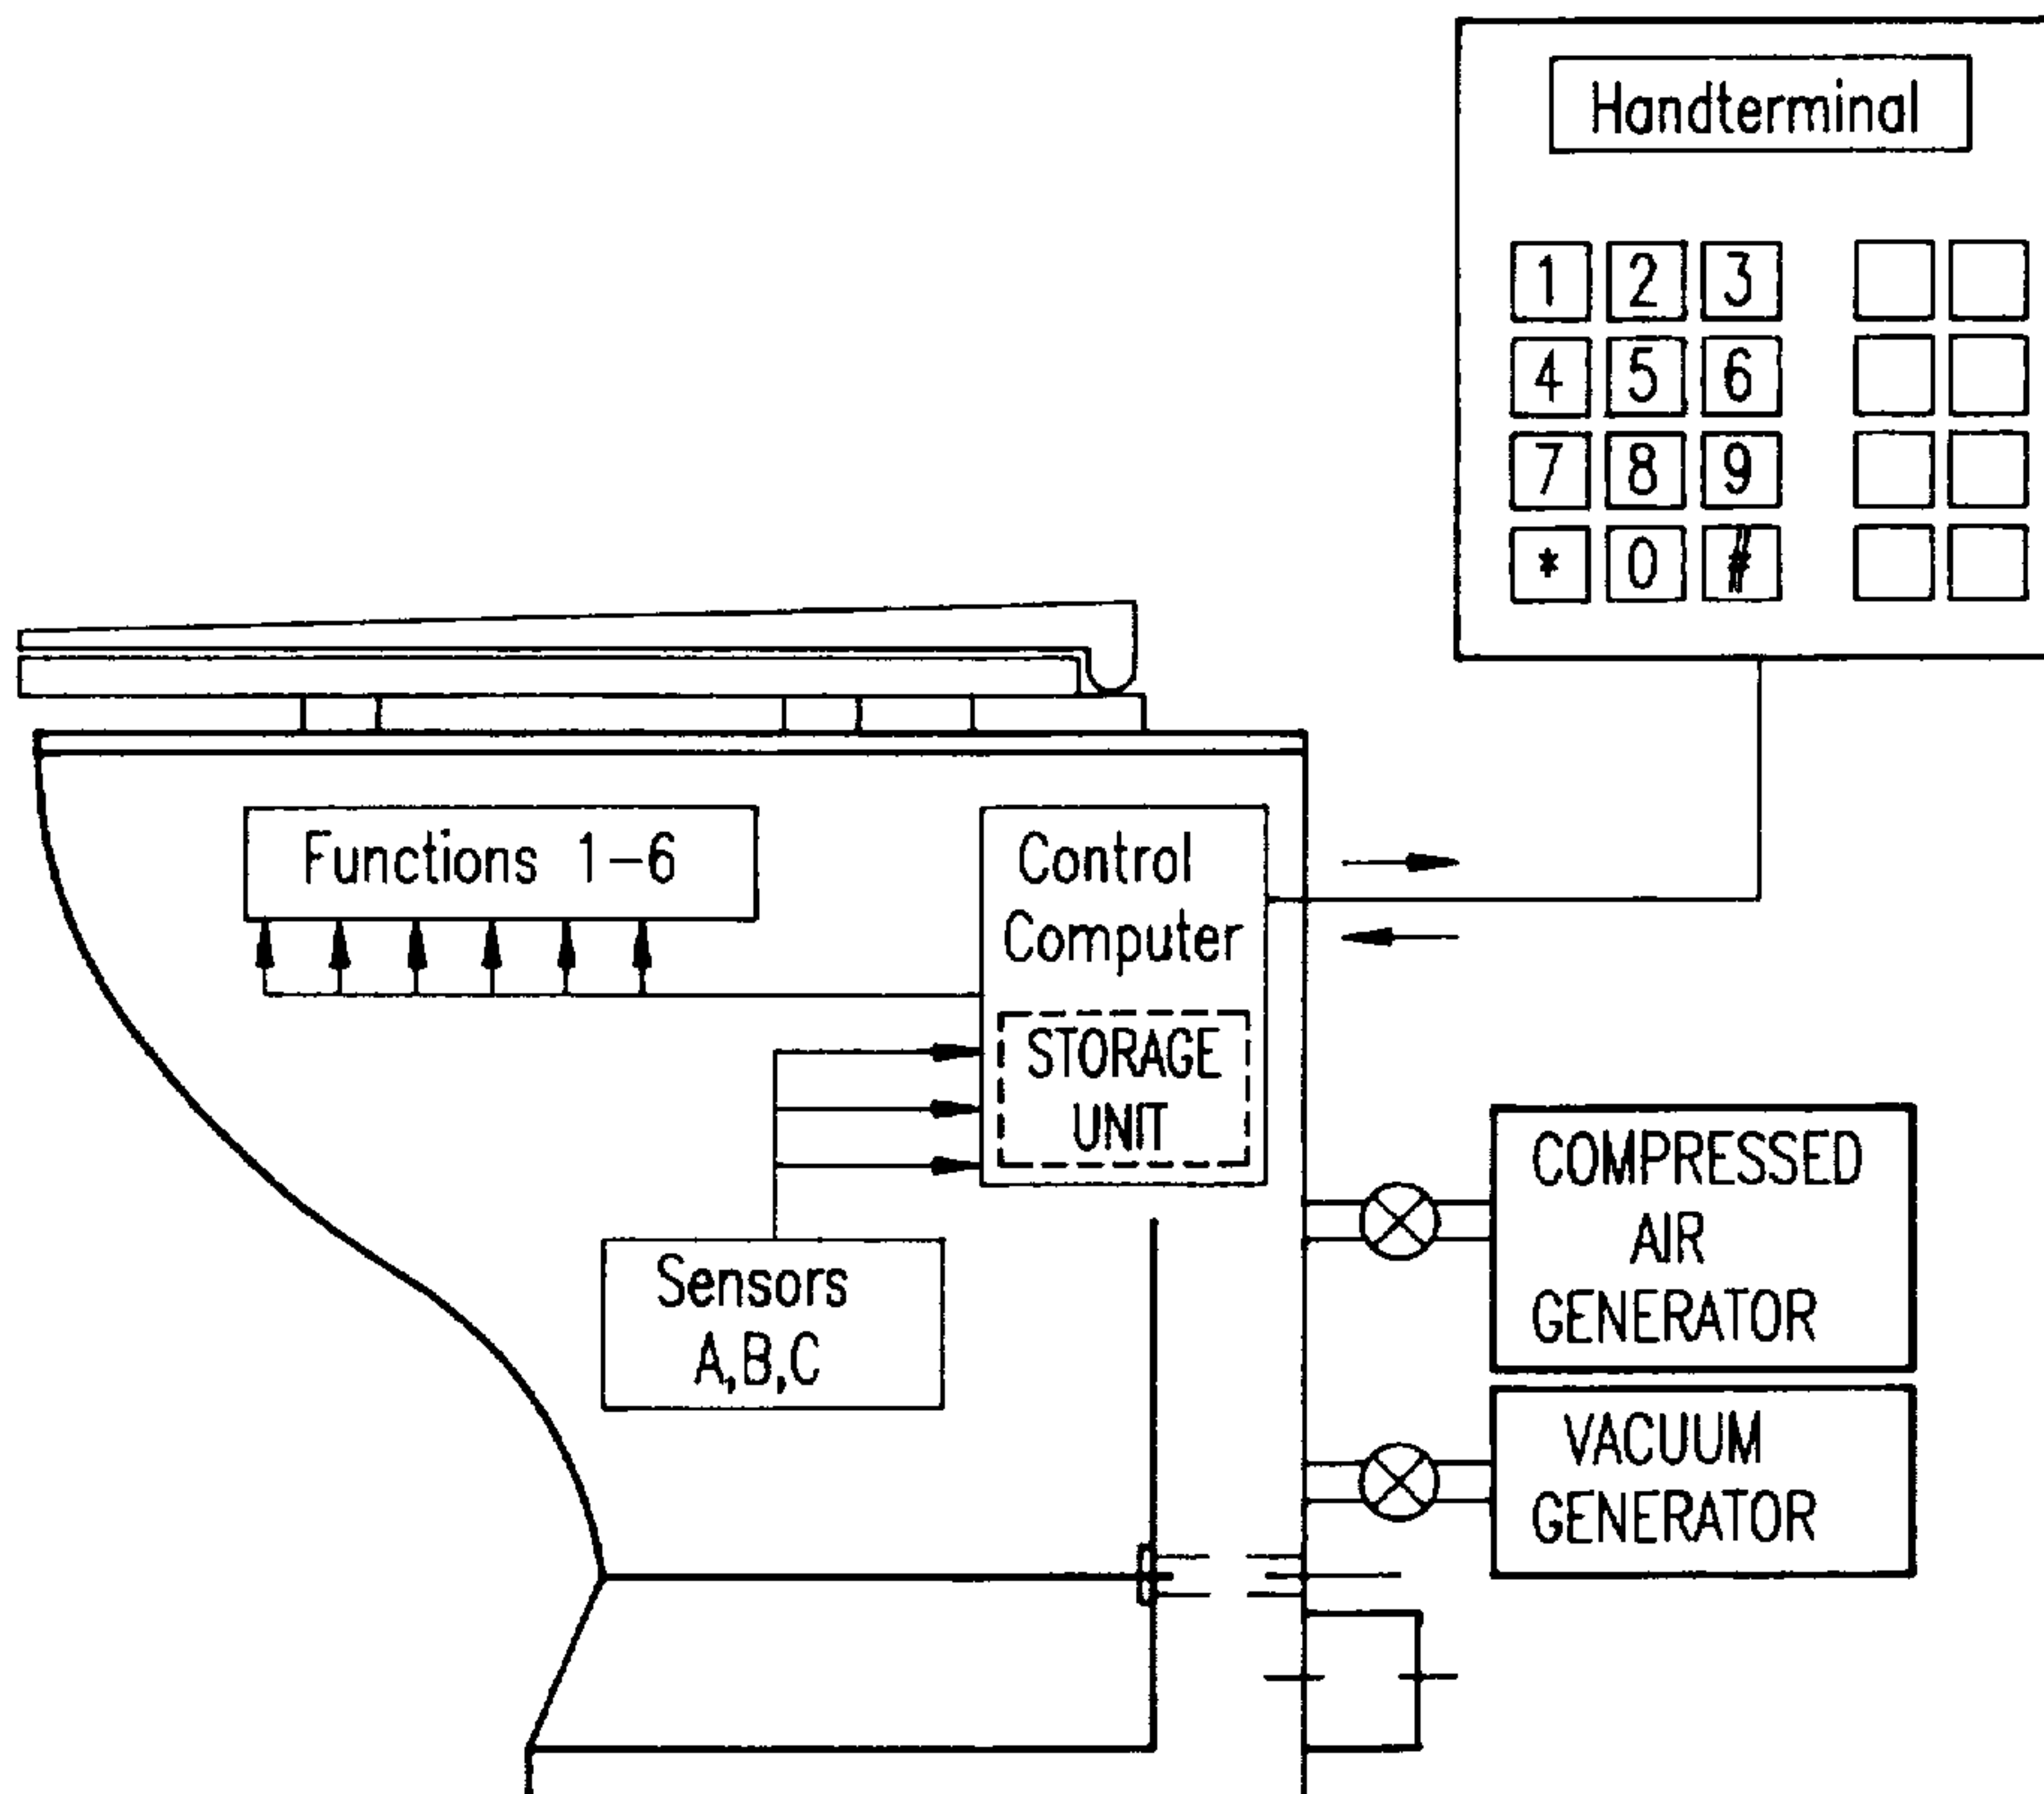 Handterminal
1 2 3
4 5 6
7 8 9
* 0 #
Functions 1-6
Control
Computer
STORAGE
UNIT
Sensors
A,B,C
COMPRESSED
AIR
GENERATOR
VACUUM
GENERATOR